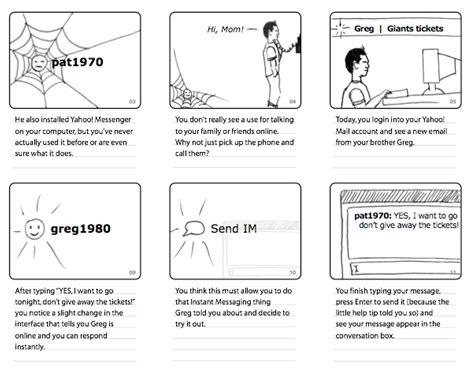 pat1970
03
He also installed Yahoo! Messenger
on your computer, but you've never
actually used it before or are even
sure what it does.
Hi, Mom!
04
You don't really see a use for talking
to your family or friends online.
Why not just pick up the phone and
call them?
Greg | Giants tickets
05
Today, you login into your Yahoo!
Mail account and see a new email
from your brother Greg.
greg1980
09
After typing "YES, I want to go
tonight, don't give away the tickets!"
you notice a slight change in the
interface that tells you Greg is
online and you can respond
instantly.
Send IM
10
You think this must allow you to do
that Instant Messaging thing
Greg told you about and decide to
try it out.
pat1970: YES, I want to go
don't give away the tickets!
11
You finish typing your message,
press Enter to send it (because the
little help tip told you so) and
see your message appear in the
conversation box.